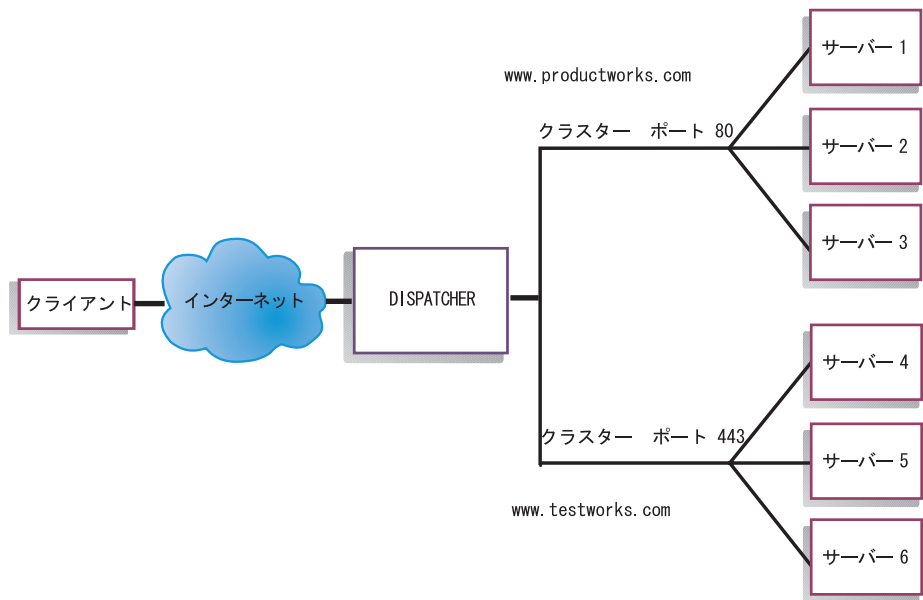 サーバー 1
www.productworks.com
クラスター　ポート 80
サーバー 2
サーバー 3
クライアント
インターネット
DISPATCHER
サーバー 4
クラスター　ポート 443
サーバー 5
www.testworks.com
サーバー 6